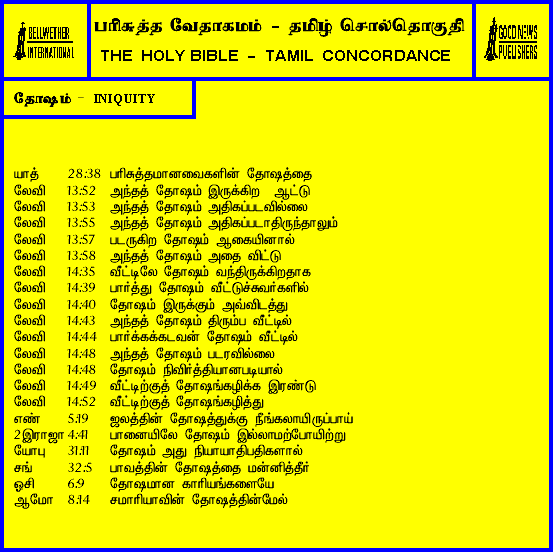 BELLWETHER
INTERNATIONAL
பரிசுத்த வேதாகமம் - தமிழ் சொல்தொகுதி
THE HOLY BIBLE - TAMIL CONCORDANCE
GOOD NEWS
PUBLISHERS
தோஷம் - INIQUITY
யாத் 28:38 பரிசுத்தமானவைகளின் தோஷத்தை
லேவி 13:52 அந்தத் தோஷம் இருக்கிற ஆட்டு
லேவி 13:53 அந்தத் தோஷம் அதிகப்படவில்லை
லேவி 13:55 அந்தத் தோஷம் அதிகப்படாதிருந்தாலும்
லேவி 13:57 படருகிற தோஷம் ஆகையினால்
லேவி 13:58 அந்தத் தோஷம் அதை விட்டு
லேவி 14:35 வீட்டிலே தோஷம் வந்திருக்கிறதாக
லேவி 14:39 பார்த்து தோஷம் வீட்டுச்சுவர்களில்
லேவி 14:40 தோஷம் இருக்கும் அவ்விடத்து
லேவி 14:43 அந்தத் தோஷம் திரும்ப வீட்டில்
லேவி 14:44 பார்க்கக்கடவன் தோஷம் வீட்டில்
லேவி 14:48 அந்தத் தோஷம் படரவில்லை
லேவி 14:48 தோஷம் நிவிர்த்தியானபடியால்
லேவி 14:49 வீட்டிற்குத் தோஷங்கழிக்க இரண்டு
லேவி 14:52 வீட்டிற்குத் தோஷங்கழித்து
எண் 5:19 ஜலத்தின் தோஷத்துக்கு நீங்கலாயிருப்பாய்
2இராஜா 4:41 பானையிலே தோஷம் இல்லாமற்போயிற்று
யோபு 31:11 தோஷம் அது நியாயாதிபதிகளால்
சங் 32:5 பாவத்தின் தோஷத்தை மன்னித்தீர்
ஓசி 6:9 தோஷமான காரியங்களையே
ஆமோ 8:14 சமாரியாவின் தோஷத்தின்மேல்